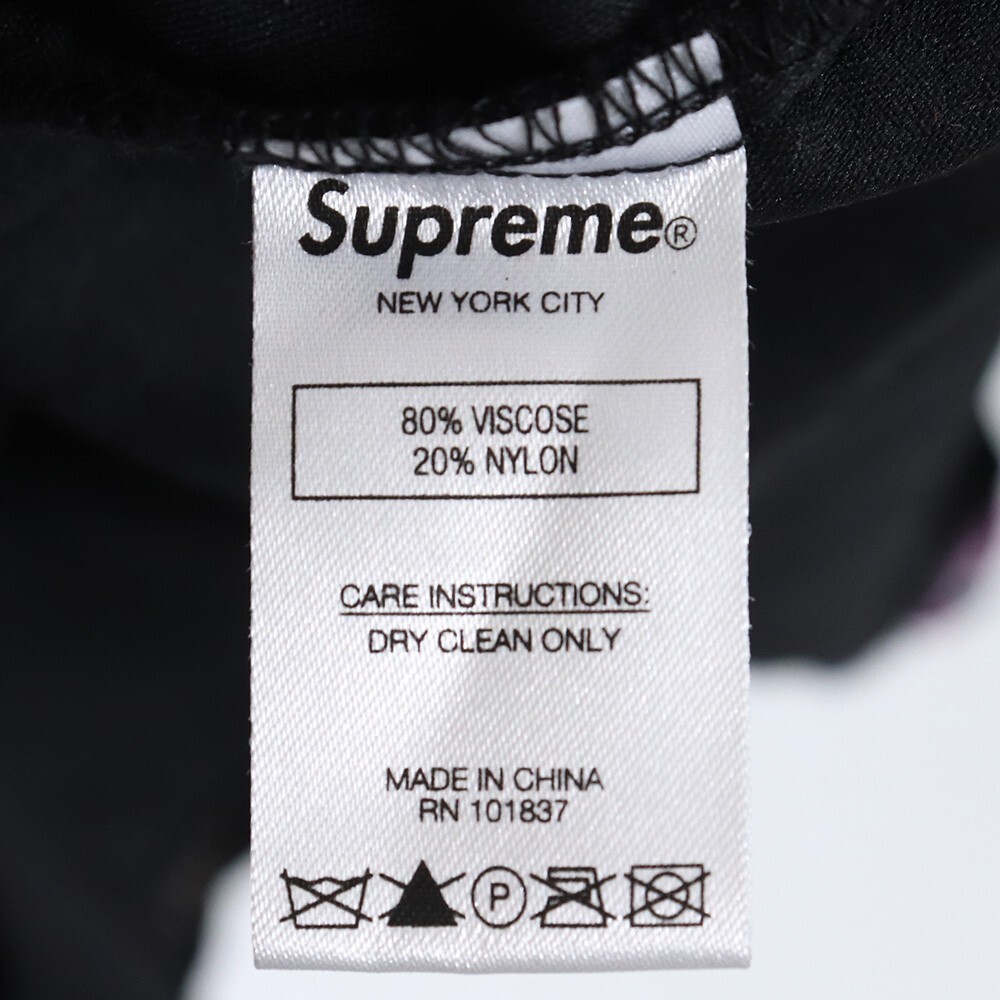 Supreme®
NEW YORK CITY
80% VISCOSE
20% NYLON
CARE INSTRUCTIONS:
DRY CLEAN ONLY
MADE IN CHINA
RN 101837
P